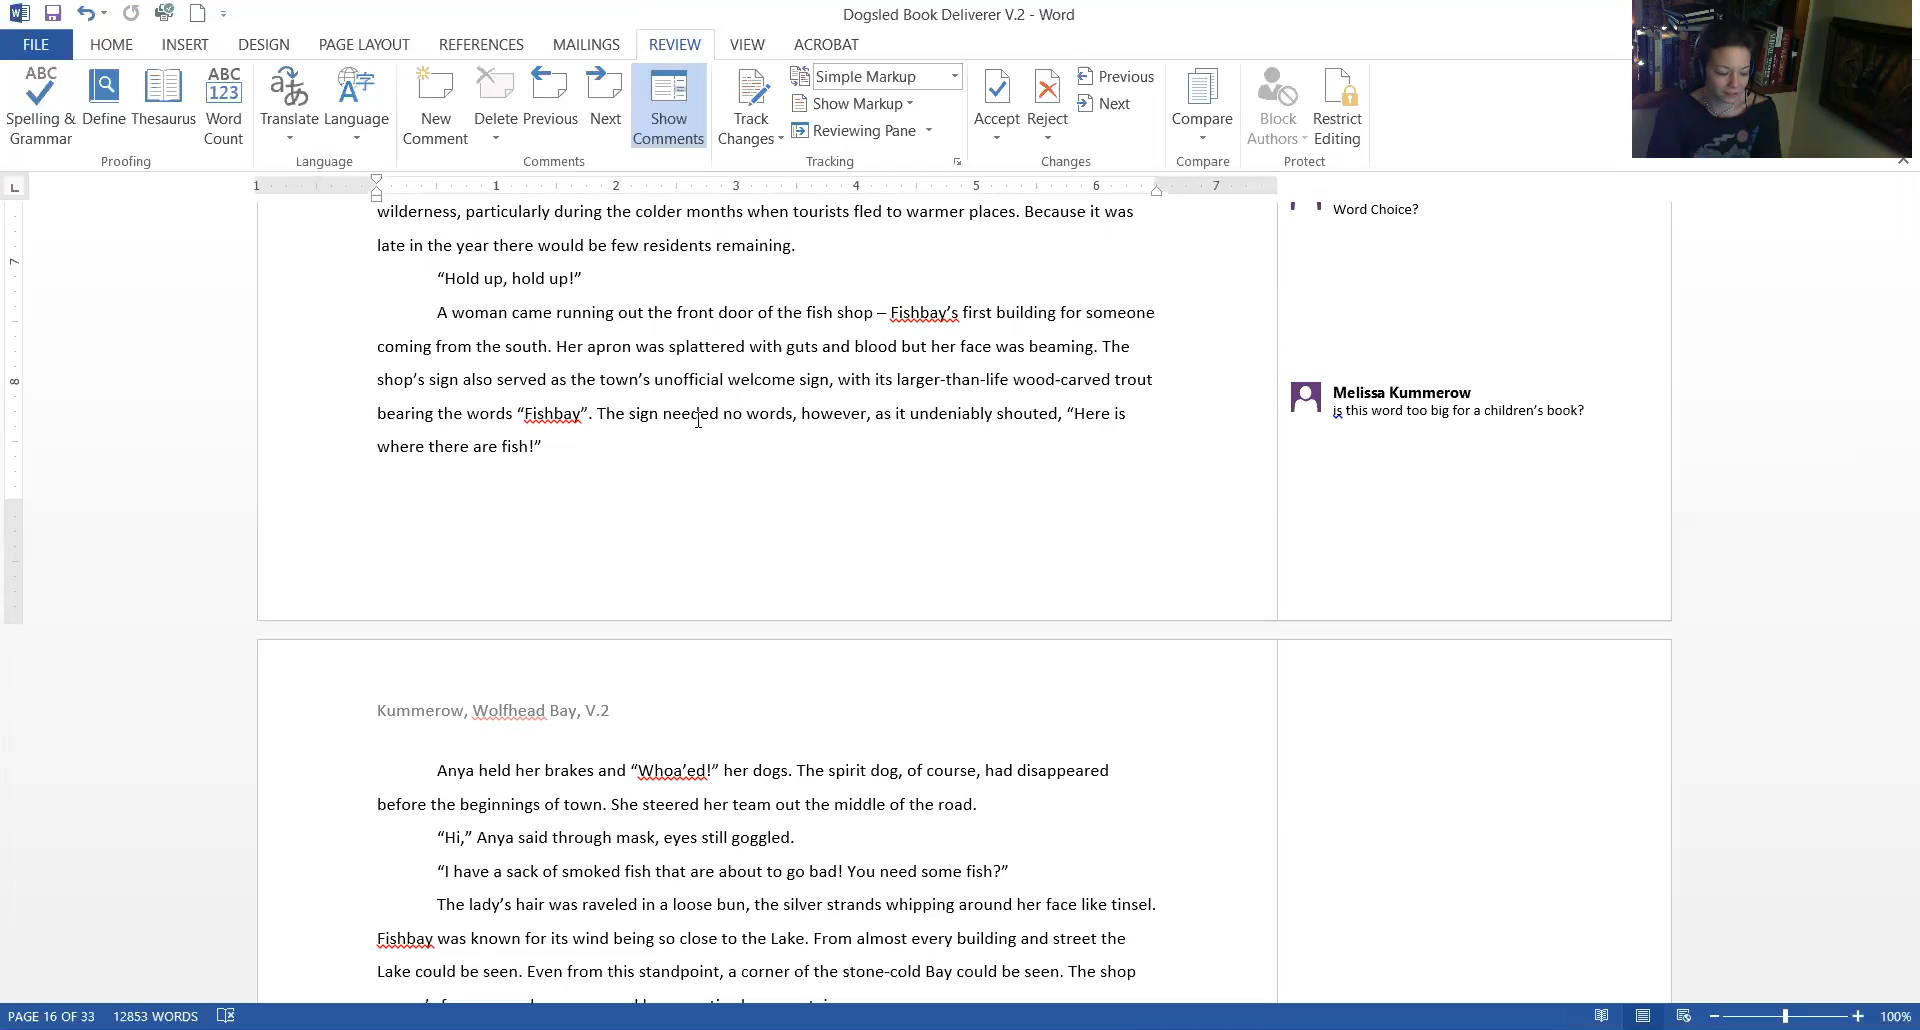 Dogsled Book Deliverer V.2 - Word
FILE HOME INSERT DESIGN PAGE LAYOUT REFERENCES MAILINGS REVIEW VIEW ACROBAT
ABC
Spelling & Grammar
Define
Thesaurus
ABC 123
Word Count
Proofing
Translate
Language
Language
New Comment
Delete
Previous
Next
Show Comments
Comments
Track Changes
Simple Markup
Show Markup
Reviewing Pane
Tracking
Accept
Reject
Previous
Next
Changes
Compare
Compare
Block Authors
Restrict Editing
Protect
L
1 1 2 3 4 5 6 7
7
8
wilderness, particularly during the colder months when tourists fled to warmer places. Because it was
late in the year there would be few residents remaining.
“Hold up, hold up!”
A woman came running out the front door of the fish shop – Fishbay’s first building for someone
coming from the south. Her apron was splattered with guts and blood but her face was beaming. The
shop’s sign also served as the town’s unofficial welcome sign, with its larger-than-life wood-carved trout
bearing the words “Fishbay”. The sign needed no words, however, as it undeniably shouted, “Here is
where there are fish!”
Word Choice?
Melissa Kummerow
is this word too big for a children’s book?
Kummerow, Wolfhead Bay, V.2
Anya held her brakes and “Whoa’ed!” her dogs. The spirit dog, of course, had disappeared
before the beginnings of town. She steered her team out the middle of the road.
“Hi,” Anya said through mask, eyes still goggled.
“I have a sack of smoked fish that are about to go bad! You need some fish?”
The lady’s hair was raveled in a loose bun, the silver strands whipping around her face like tinsel.
Fishbay was known for its wind being so close to the Lake. From almost every building and street the
Lake could be seen. Even from this standpoint, a corner of the stone-cold Bay could be seen. The shop
PAGE 16 OF 33 12853 WORDS 100%